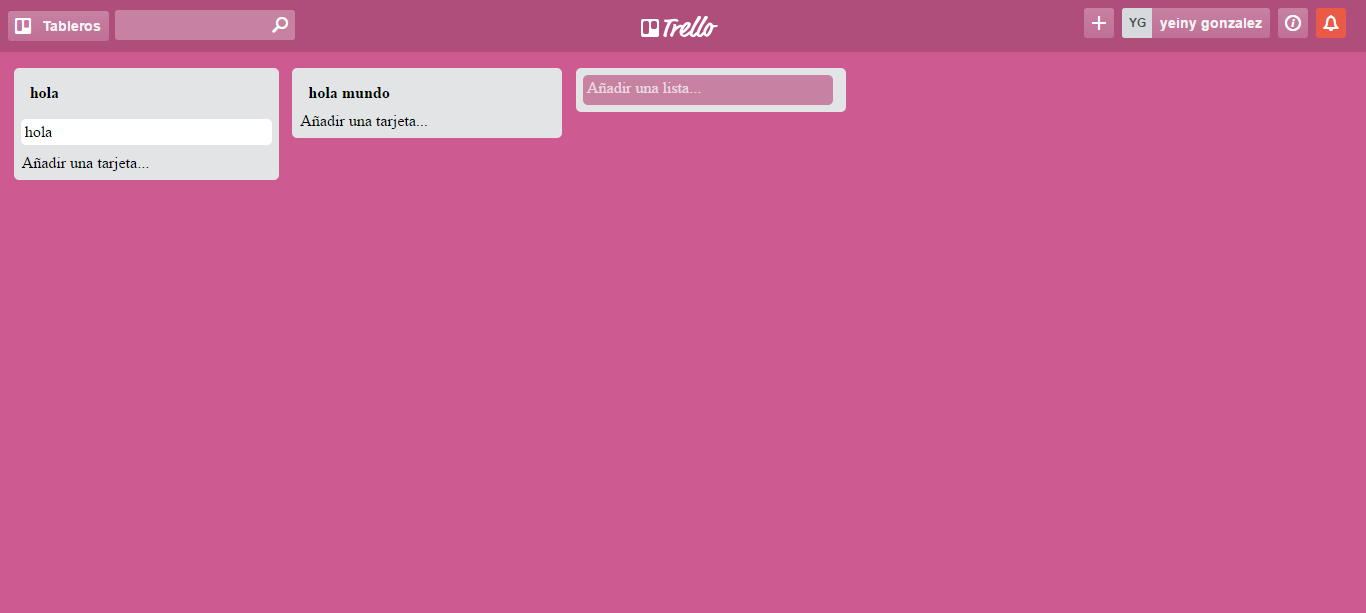 Tableros
Trello
YG yeiny gonzalez
hola
hola
Añadir una tarjeta...
hola mundo
Añadir una tarjeta...
Añadir una lista...